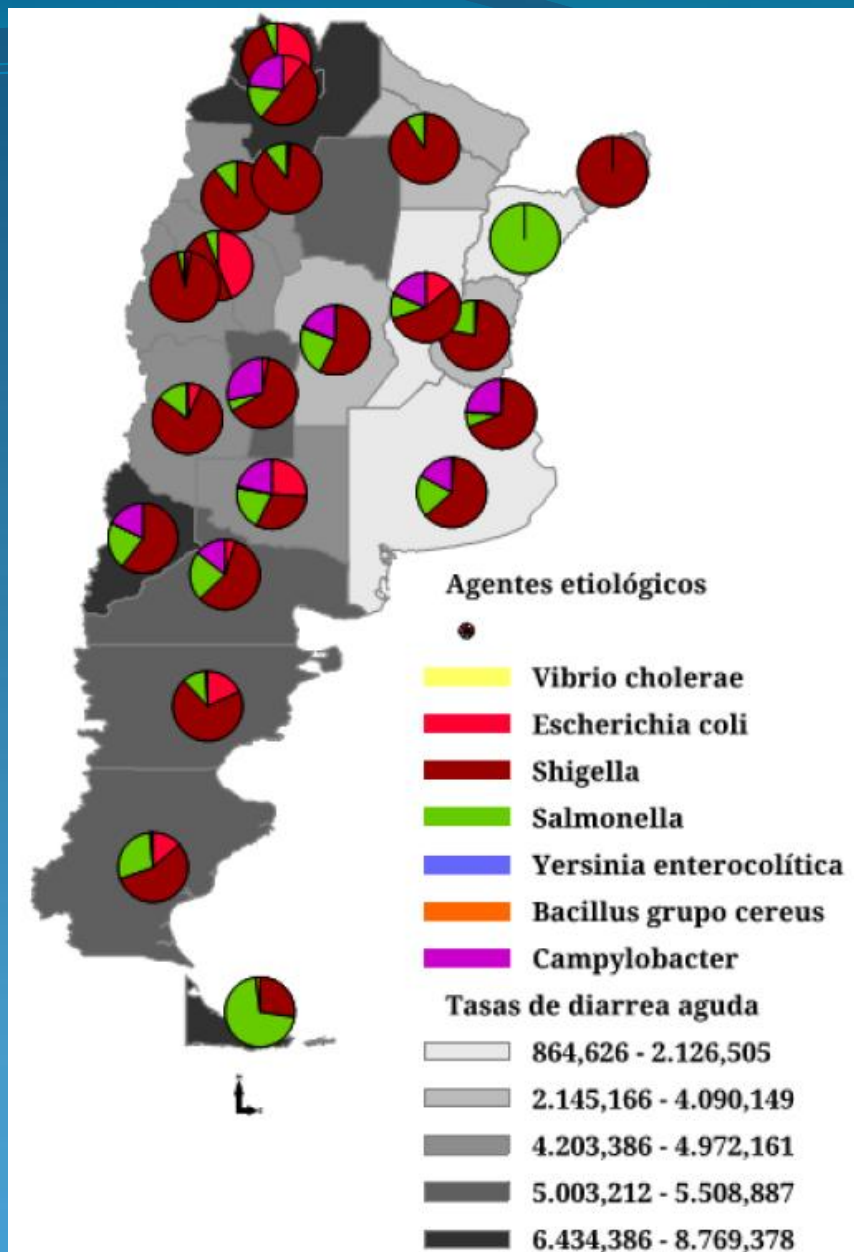 Agentes etiológicos
Vibrio cholerae
Escherichia coli
Shigella
Salmonella
Yersinia enterocolítica
Bacillus grupo cereus
Campylobacter
Tasas de diarrea aguda
864,626 - 2.126,505
2.145,166 - 4.090,149
4.203,386 - 4.972,161
5.003,212 - 5.508,887
6.434,386 - 8.769,378